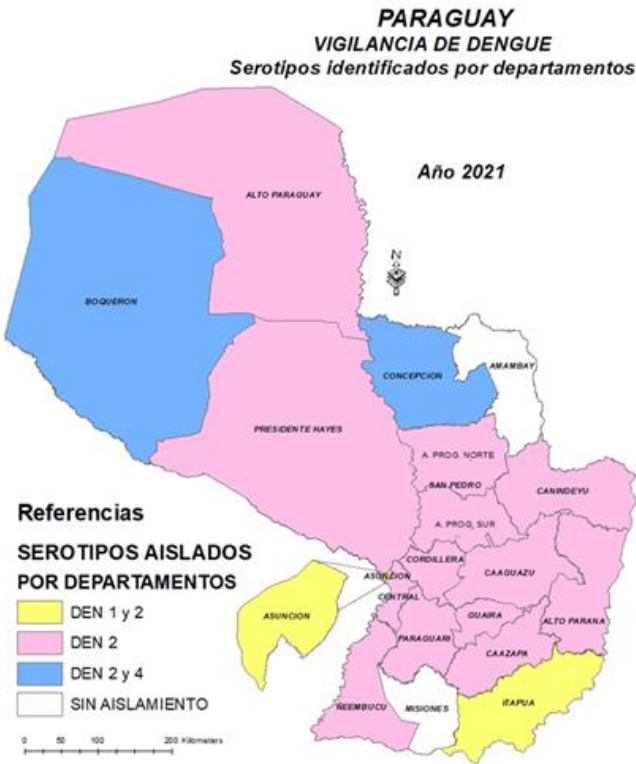 PARAGUAY
VIGILANCIA DE DENGUE
Serotipos identificados por departamentos
Año 2021
ALTO PARAGUAY
N
BOQUERON
CONCEPCION
AMAMBAY
PRESIDENTE HAYES
A. PROG. NORTE
SAN PEDRO
CANINDEYU
A. PROG, SUR
CORDILLERA
CAAGUAZU
ASUNCION
CENTRAL
ASUNCION
GUAIRA
ALTO PARANA
PARAGUARI
CAAZAPA
ÑEEMBUCU
MISIONES
ITAPUA
Referencias
SEROTIPOS AISLADOS
POR DEPARTAMENTOS
DEN 1 y 2
DEN 2
DEN 2 y 4
SIN AISLAMIENTO
0 50 100 200 Kilometers